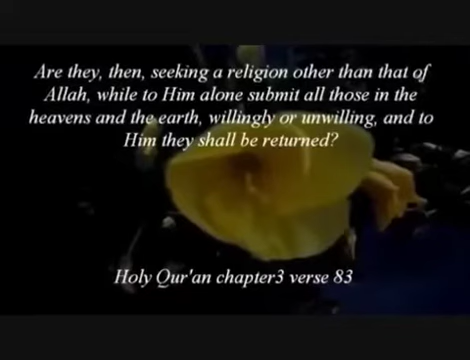 Are they, then, seeking a religion other than that of
Allah, while to Him alone submit all those in the
heavens and the earth, willingly or unwilling, and to
Him they shall be returned?
Holy Qur'an chapter3 verse 83